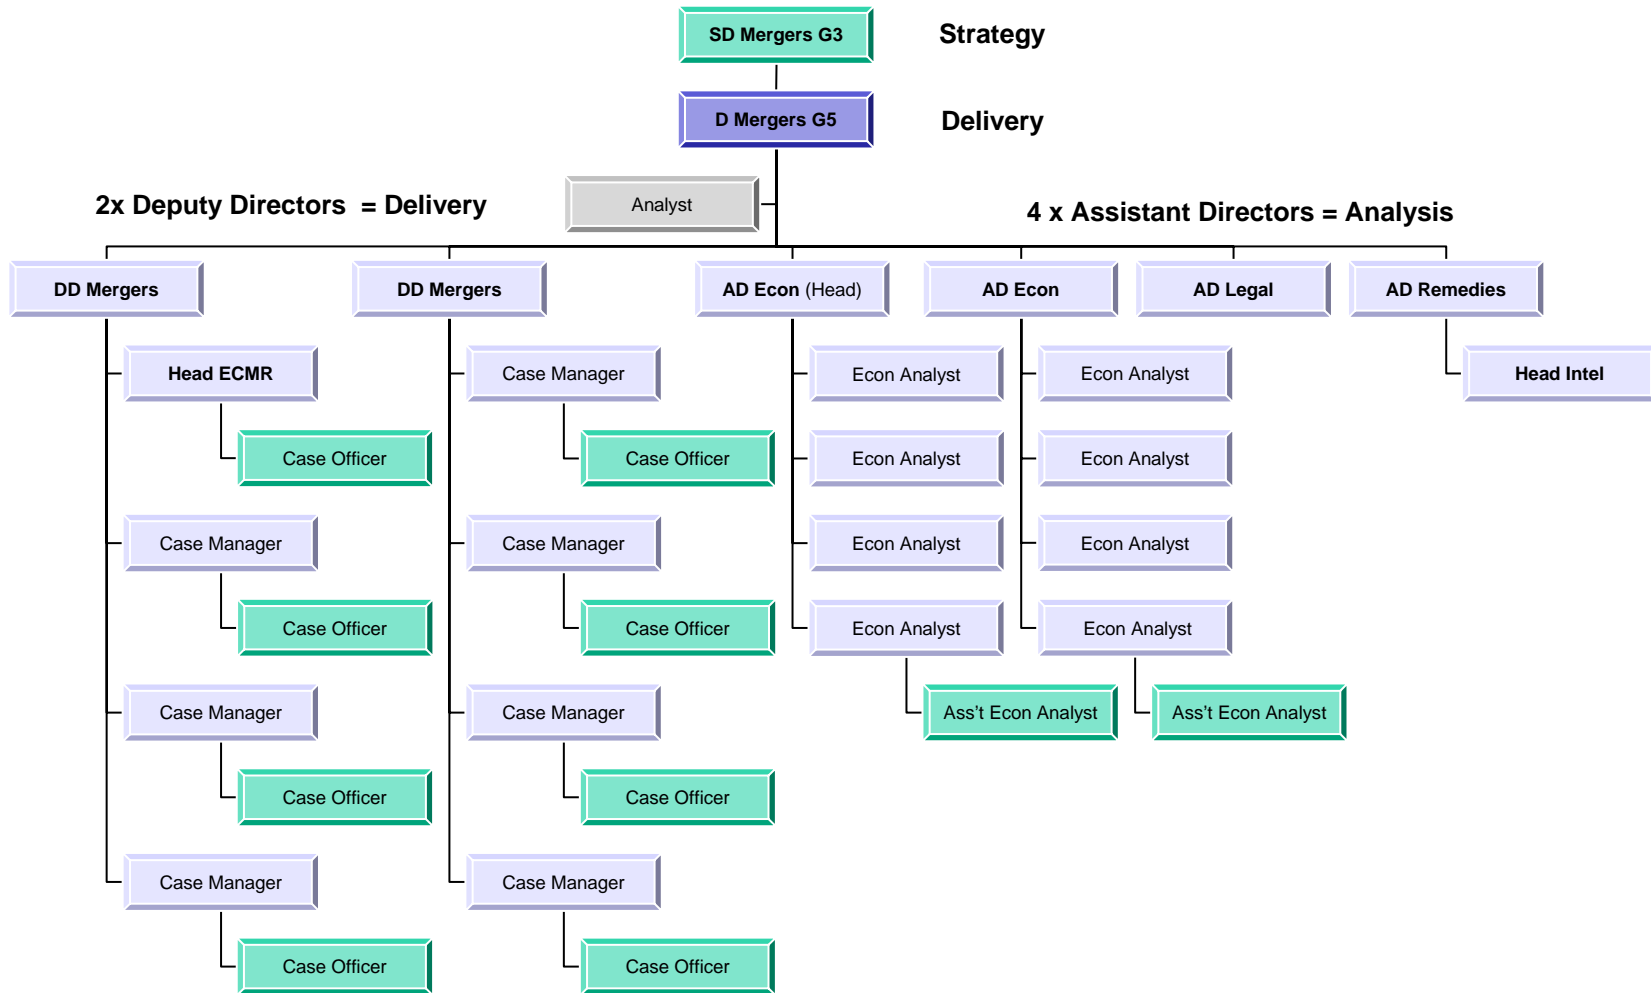 SD Mergers G3
Strategy
D Mergers G5
Delivery
Analyst
2x Deputy Directors = Delivery
4 x Assistant Directors = Analysis
DD Mergers
DD Mergers
AD Econ (Head)
AD Econ
AD Legal
AD Remedies
Head ECMR
Case Manager
Econ Analyst
Econ Analyst
Head Intel
Case Officer
Case Officer
Econ Analyst
Econ Analyst
Case Manager
Case Manager
Econ Analyst
Econ Analyst
Case Officer
Case Officer
Econ Analyst
Econ Analyst
Case Manager
Case Manager
Ass't Econ Analyst
Ass't Econ Analyst
Case Officer
Case Officer
Case Manager
Case Manager
Case Officer
Case Officer